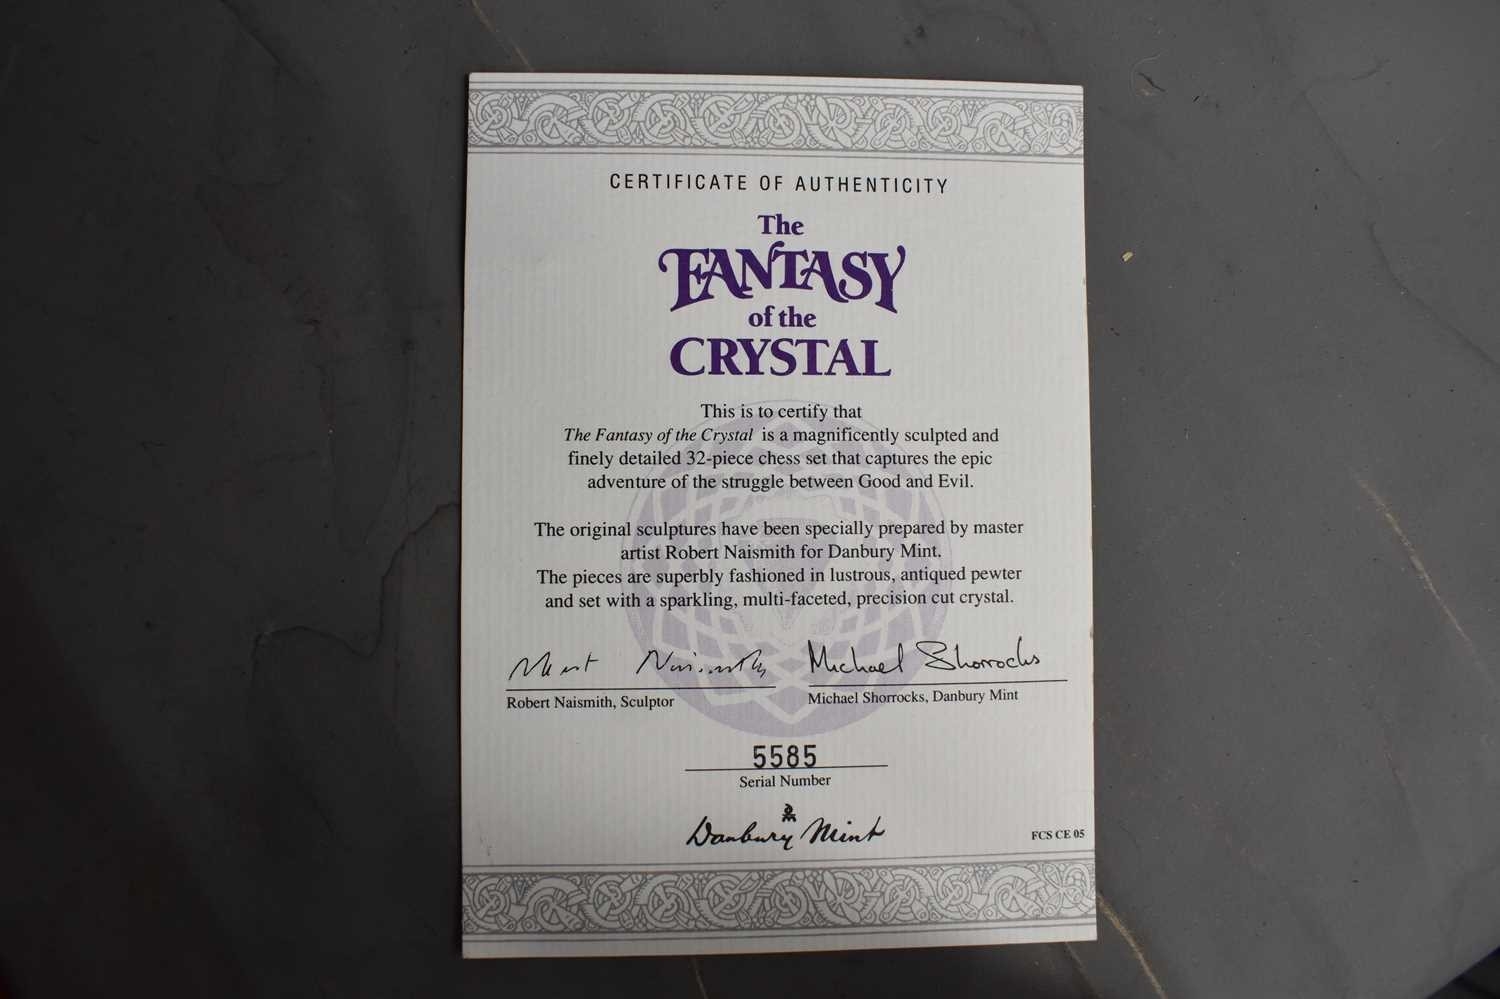 CERTIFICATE OF AUTHENTICITY
The
FANTASY
of the
CRYSTAL
This is to certify that
The Fantasy of the Crystal is a magnificently sculpted and
finely detailed 32-piece chess set that captures the epic
adventure of the struggle between Good and Evil.
The original sculptures have been specially prepared by master
artist Robert Naismith for Danbury Mint.
The pieces are superbly fashioned in lustrous, antiqued pewter
and set with a sparkling, multi-faceted, precision cut crystal.
Michael Shorrocks
Robert Naismith, Sculptor
Michael Shorrocks, Danbury Mint
5585
Serial Number
Danbury Mint
FCS CE 05